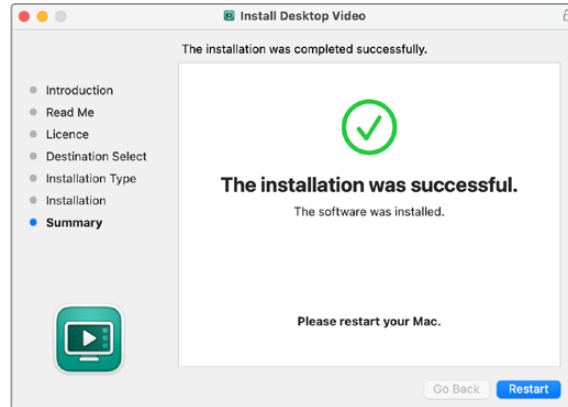 Install Desktop Video
The installation was completed successfully.
Introduction
Read Me
Licence
Destination Select
Installation Type
Installation
Summary
The installation was successful.
The software was installed.
Please restart your Mac.
Go Back
Restart